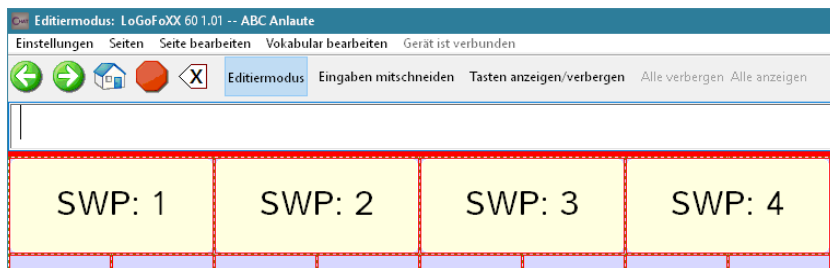 Editiermodus: LoGoFoXX 60 1.01 -- ABC Anlaute
Einstellungen Seiten Seite bearbeiten Vokabular bearbeiten Gerät ist verbunden
X Editiermodus Eingaben mitschneiden Tasten anzeigen/verbergen Alle verbergen Alle anzeigen
SWP: 1 SWP: 2 SWP: 3 SWP: 4